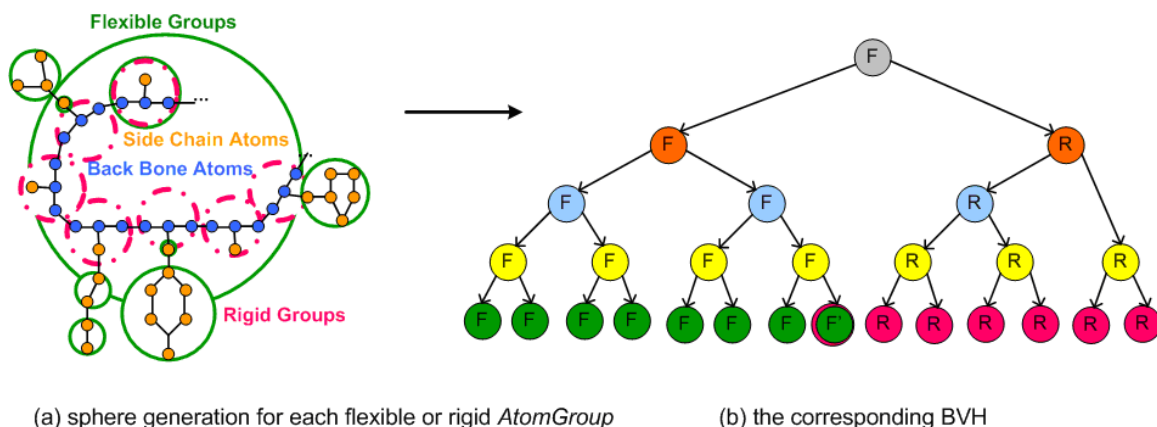 Flexible Groups
...
Side Chain Atoms
Back Bone Atoms
...
Rigid Groups
F
F R
F F R
F F F F R R R
F F F F F F F F' R R R R R R
(a) sphere generation for each flexible or rigid AtomGroup
(b) the corresponding BVH